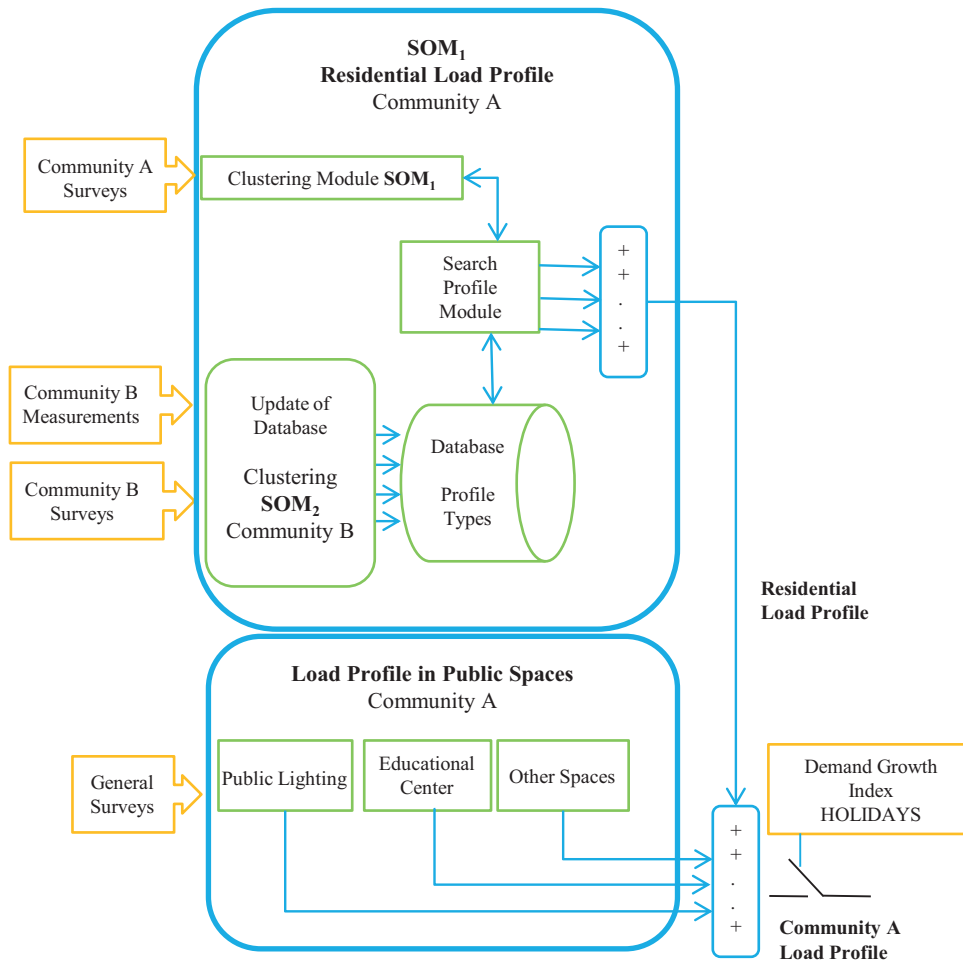 SOM₁
Residential Load Profile
Community A
Community A
Surveys
Clustering Module SOM₁
Search
Profile
Module
+
+
.
.
+
Community B
Measurements
Community B
Surveys
Update of
Database
Clustering
SOM₂
Community B
Database
Profile
Types
Residential
Load Profile
Load Profile in Public Spaces
Community A
General
Surveys
Public Lighting
Educational
Center
Other Spaces
+
+
.
.
+
Demand Growth
Index
HOLIDAYS
Community A
Load Profile